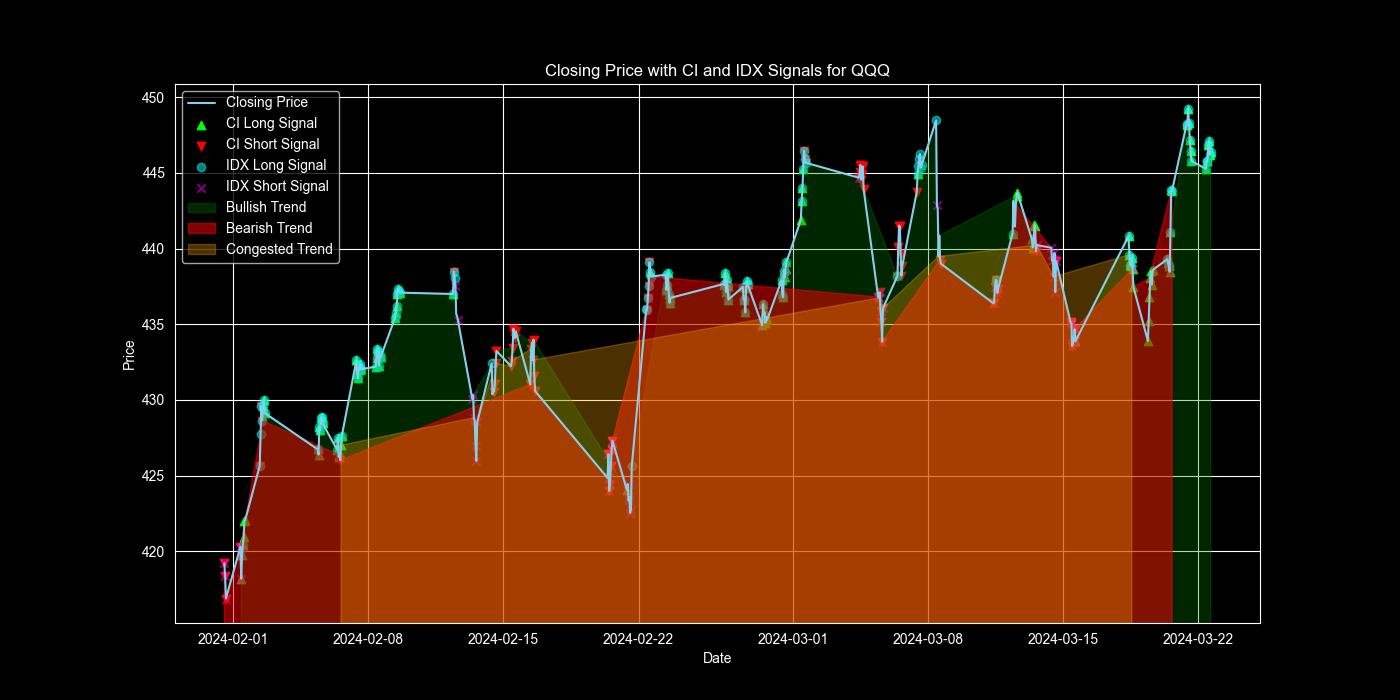 Closing Price with CI and IDX Signals for QQQ
450
445
440
435
430
425
420
Price
Closing Price
CI Long Signal
CI Short Signal
IDX Long Signal
IDX Short Signal
Bullish Trend
Bearish Trend
Congested Trend
2024-02-01
2024-02-08
2024-02-15
2024-02-22
2024-03-01
2024-03-08
2024-03-15
2024-03-22
Date